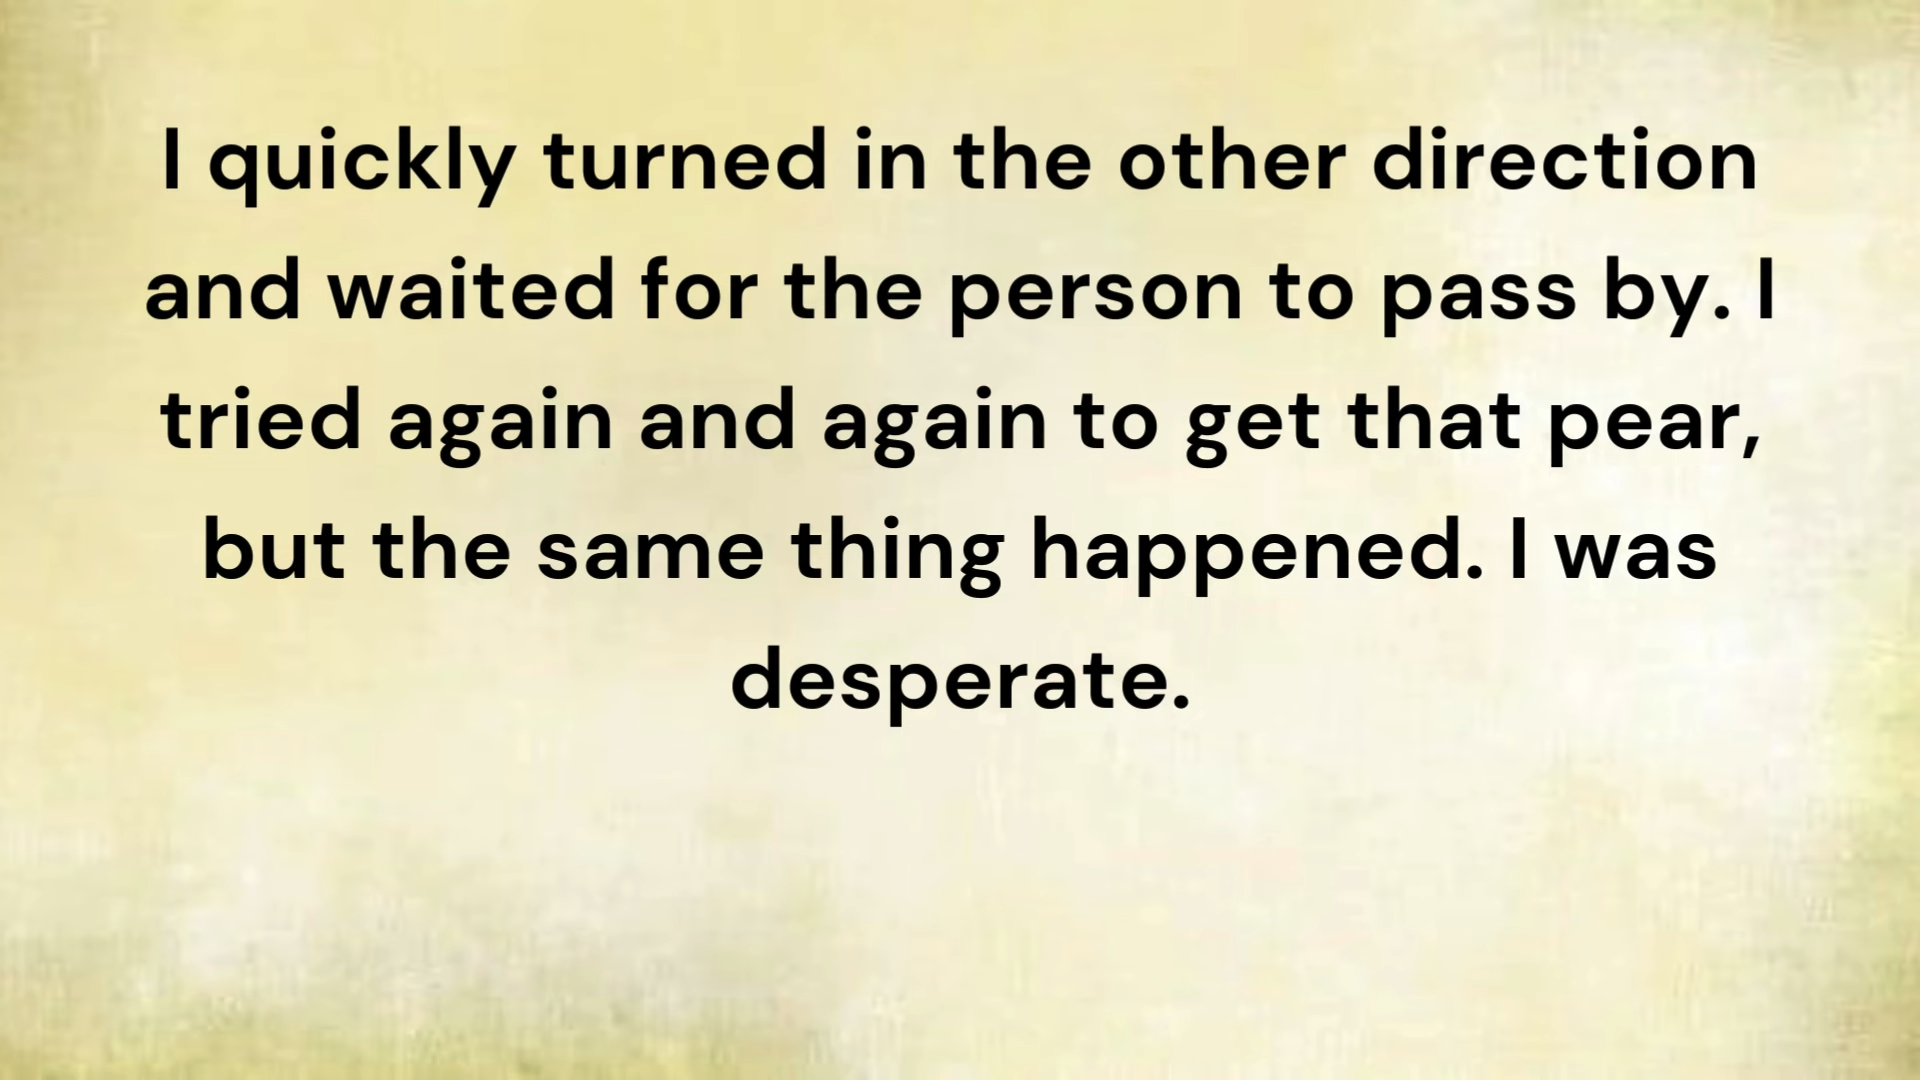 I quickly turned in the other direction
and waited for the person to pass by. I
tried again and again to get that pear,
but the same thing happened. I was
desperate.